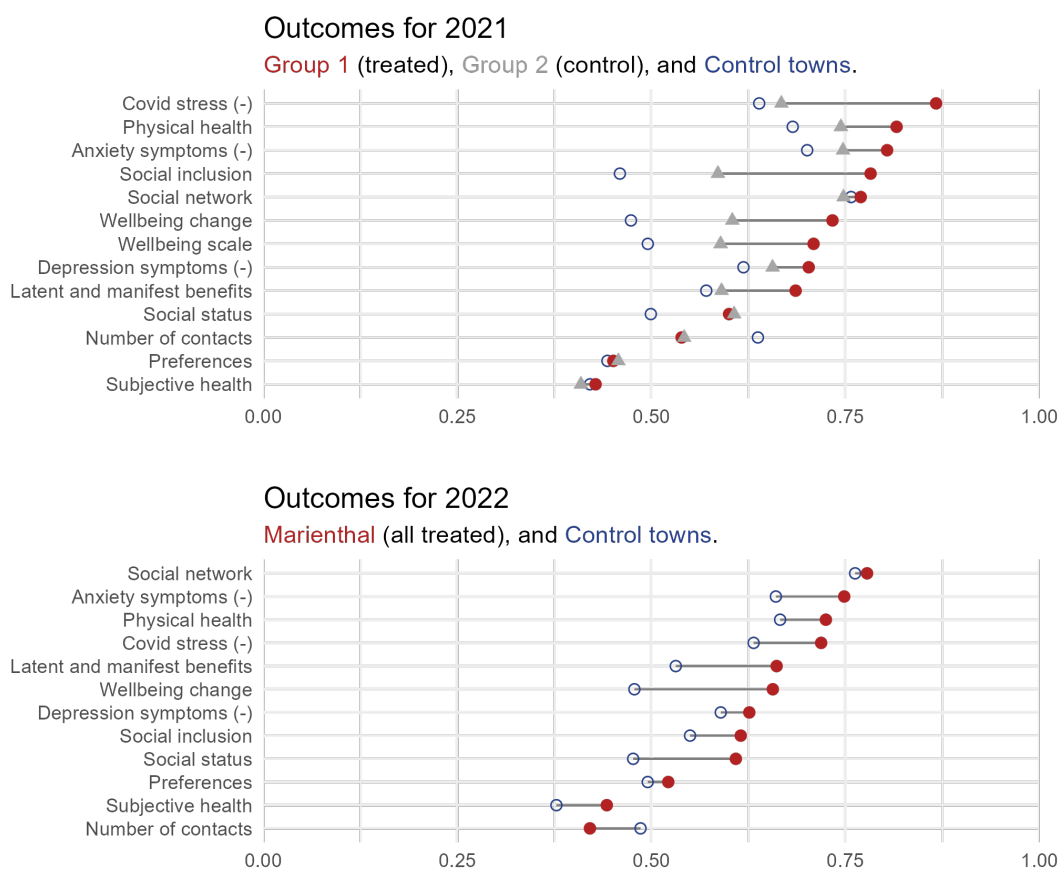 Outcomes for 2021
Group 1 (treated), Group 2 (control), and Control towns.
Covid stress (-)
Physical health
Anxiety symptoms (-)
Social inclusion
Social network
Wellbeing change
Wellbeing scale
Depression symptoms (-)
Latent and manifest benefits
Social status
Number of contacts
Preferences
Subjective health
0.00 0.25 0.50 0.75 1.00
Outcomes for 2022
Marienthal (all treated), and Control towns.
Social network
Anxiety symptoms (-)
Physical health
Covid stress (-)
Latent and manifest benefits
Wellbeing change
Depression symptoms (-)
Social inclusion
Social status
Preferences
Subjective health
Number of contacts
0.00 0.25 0.50 0.75 1.00